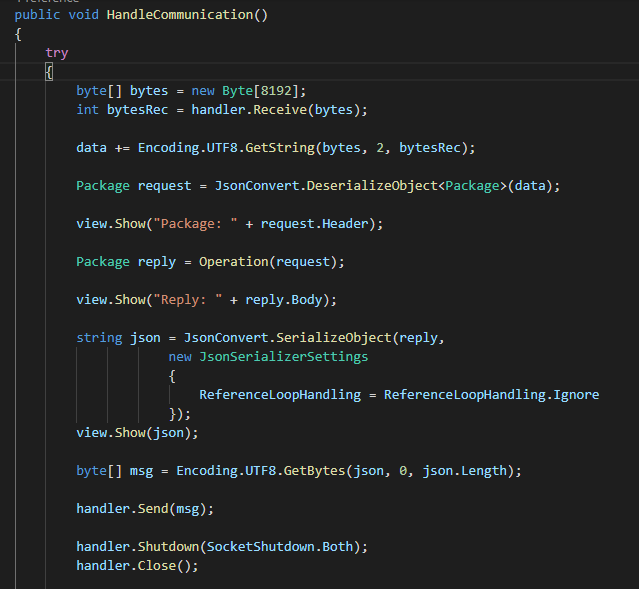 public void HandleCommunication()
{
try
{
byte[] bytes = new Byte[8192];
int bytesRec = handler.Receive(bytes);
data += Encoding.UTF8.GetString(bytes, 2, bytesRec);
Package request = JsonConvert.DeserializeObject<Package>(data);
view.Show("Package: " + request.Header);
Package reply = Operation(request);
view.Show("Reply: " + reply.Body);
string json = JsonConvert.SerializeObject(reply,
new JsonSerializerSettings
{
ReferenceLoopHandling = ReferenceLoopHandling.Ignore
});
view.Show(json);
byte[] msg = Encoding.UTF8.GetBytes(json, 0, json.Length);
handler.Send(msg);
handler.Shutdown(SocketShutdown.Both);
handler.Close();